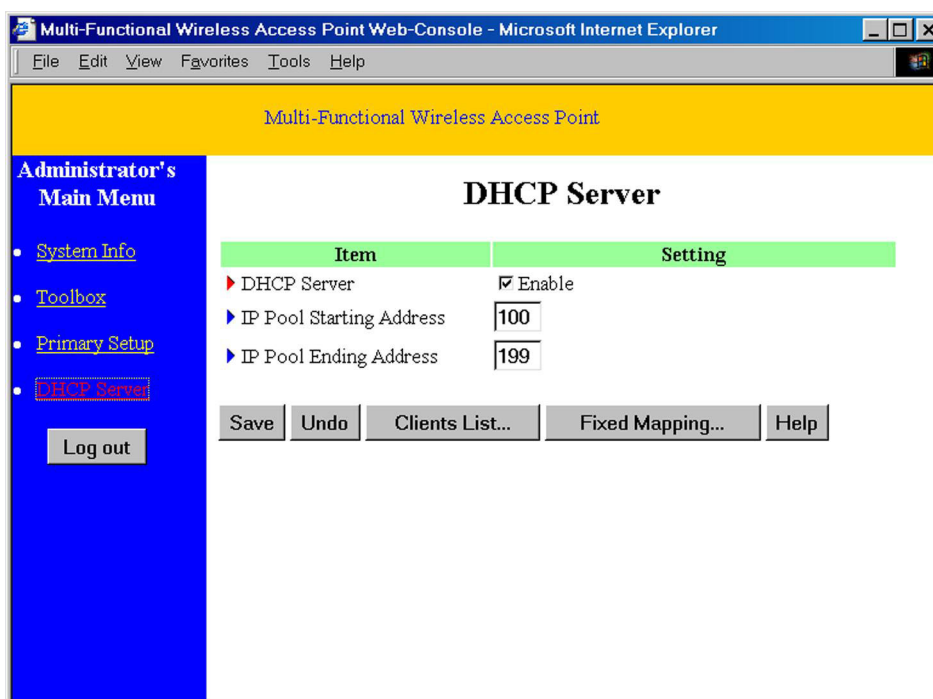 Multi-Functional Wireless Access Point Web-Console - Microsoft Internet Explorer
File Edit View Favorites Tools Help
Multi-Functional Wireless Access Point
Administrator's
Main Menu
System Info
Toolbox
Primary Setup
DHCP Server
Log out
DHCP Server
Item Setting
DHCP Server Enable
IP Pool Starting Address 100
IP Pool Ending Address 199
Save Undo Clients List... Fixed Mapping... Help